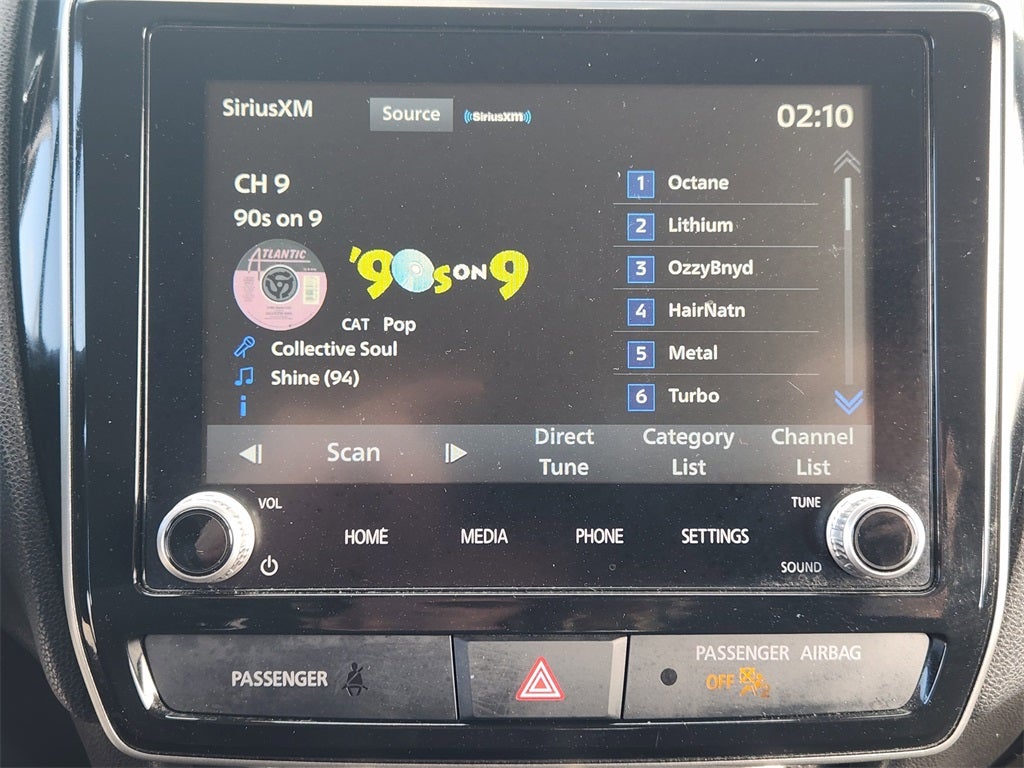 SiriusXM
Source
((SiriusXM))
02:10
CH 9
90s on 9
ATLANTIC
'90s ON 9
CAT Pop
Collective Soul
Shine (94)
1 Octane
2 Lithium
3 OzzyBnyd
4 HairNatn
5 Metal
6 Turbo
Scan
Direct
Tune
Category
List
Channel
List
VOL
TUNE
HOME
MEDIA
PHONE
SETTINGS
SOUND
PASSENGER
PASSENGER AIRBAG
OFF